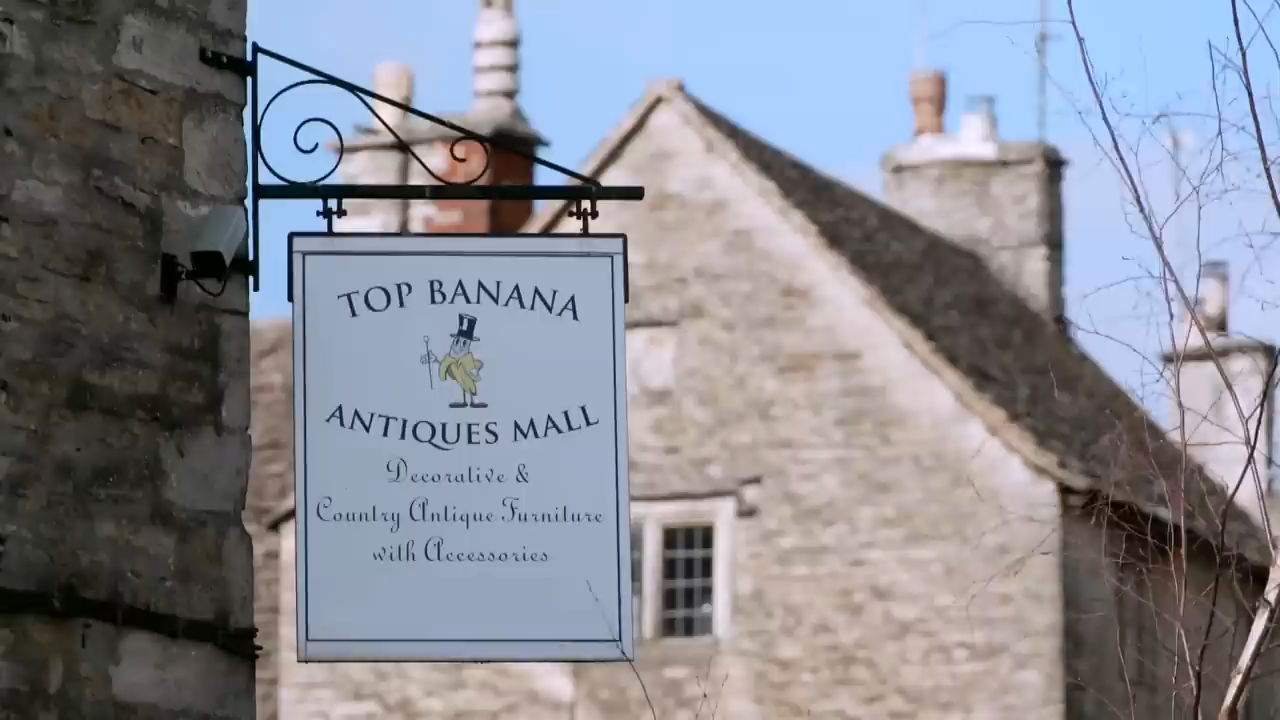 TOP BANANA
ANTIQUES MALL
Decorative &
Country Antique Furniture
with Accessories